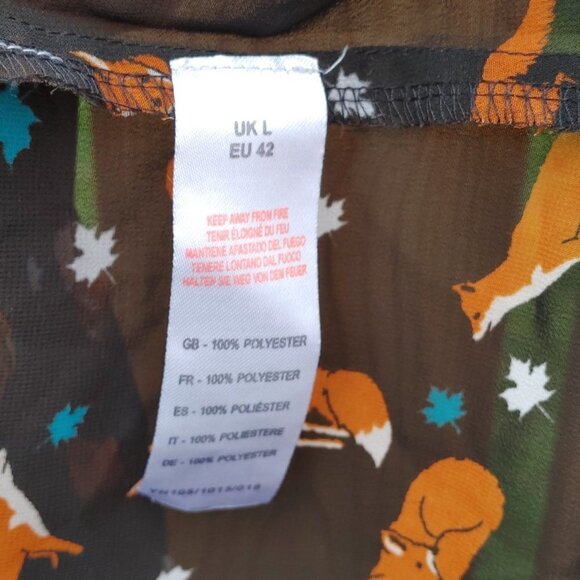 UK L
EU 42
KEEP AWAY FROM FIRE
TENIR ÉLOIGNÉ DU FEU
MANTIENE AFASTADO DEL FUEGO
TENERE LONTANO DAL FUOCO
HALTEN SIE WEG VON DEM FEUER
GB - 100% POLYESTER
FR - 100% POLYESTER
ES - 100% POLIÉSTER
IT - 100% POLIESTERE
DE - 100% POLYESTER